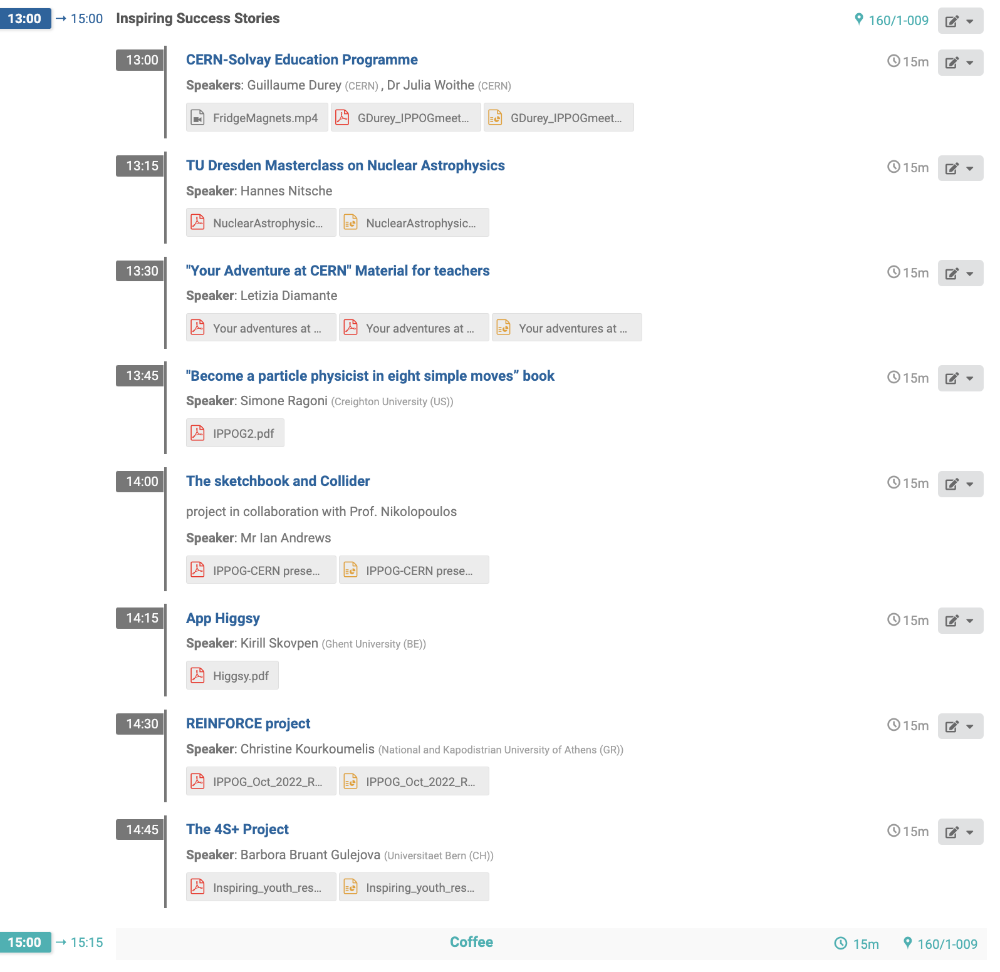 13:00 → 15:00 Inspiring Success Stories 160/1-009
13:00 CERN-Solvay Education Programme 15m
Speakers: Guillaume Durey (CERN) , Dr Julia Woithe (CERN)
FridgeMagnets.mp4 GDurey_IPPOGmeet... GDurey_IPPOGmeet...
13:15 TU Dresden Masterclass on Nuclear Astrophysics 15m
Speaker: Hannes Nitsche
NuclearAstrophysic... NuclearAstrophysic...
13:30 "Your Adventure at CERN" Material for teachers 15m
Speaker: Letizia Diamante
Your adventures at ... Your adventures at ... Your adventures at ...
13:45 "Become a particle physicist in eight simple moves” book 15m
Speaker: Simone Ragoni (Creighton University (US))
IPPOG2.pdf
14:00 The sketchbook and Collider 15m
project in collaboration with Prof. Nikolopoulos
Speaker: Mr Ian Andrews
IPPOG-CERN prese... IPPOG-CERN prese...
14:15 App Higgsy 15m
Speaker: Kirill Skovpen (Ghent University (BE))
Higgsy.pdf
14:30 REINFORCE project 15m
Speaker: Christine Kourkoumelis (National and Kapodistrian University of Athens (GR))
IPPOG_Oct_2022_R... IPPOG_Oct_2022_R...
14:45 The 4S+ Project 15m
Speaker: Barbora Bruant Gulejova (Universitaet Bern (CH))
Inspiring_youth_res... Inspiring_youth_res...
15:00 → 15:15 Coffee 15m 160/1-009